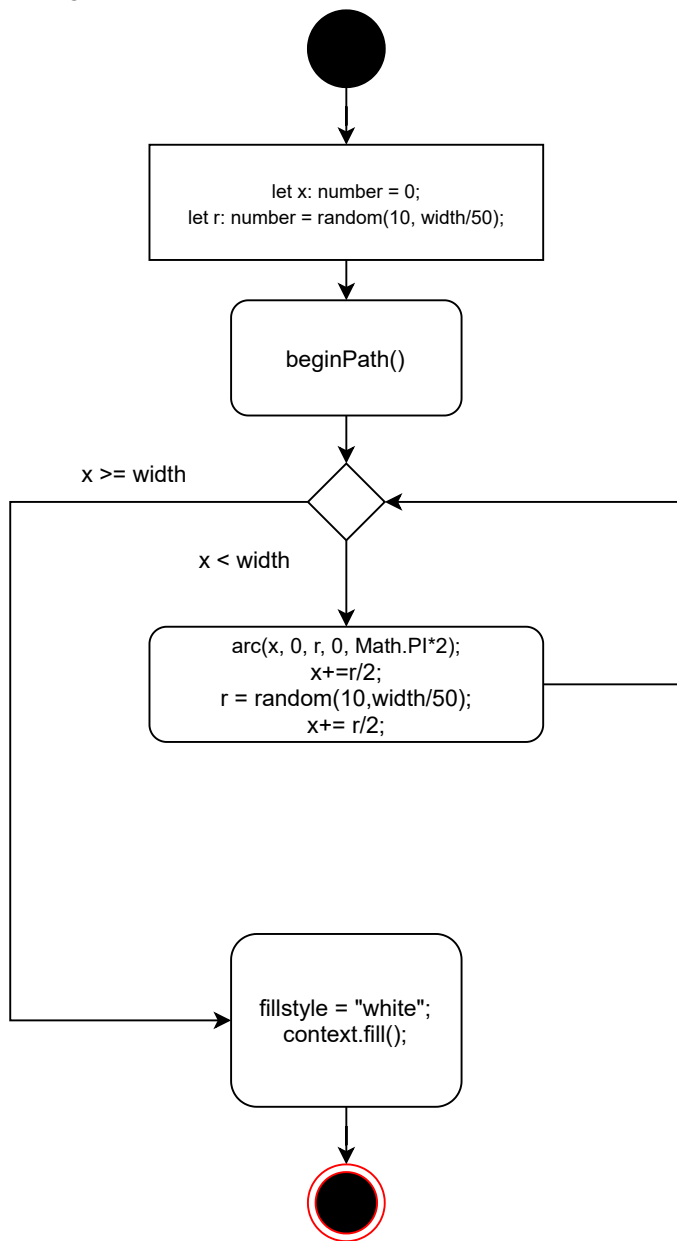 let x: number = 0;
let r: number = random(10, width/50);
beginPath()
x >= width
x < width
arc(x, 0, r, 0, Math.PI*2);
x+=r/2;
r = random(10,width/50);
x+= r/2;
fillstyle = "white";
context.fill();